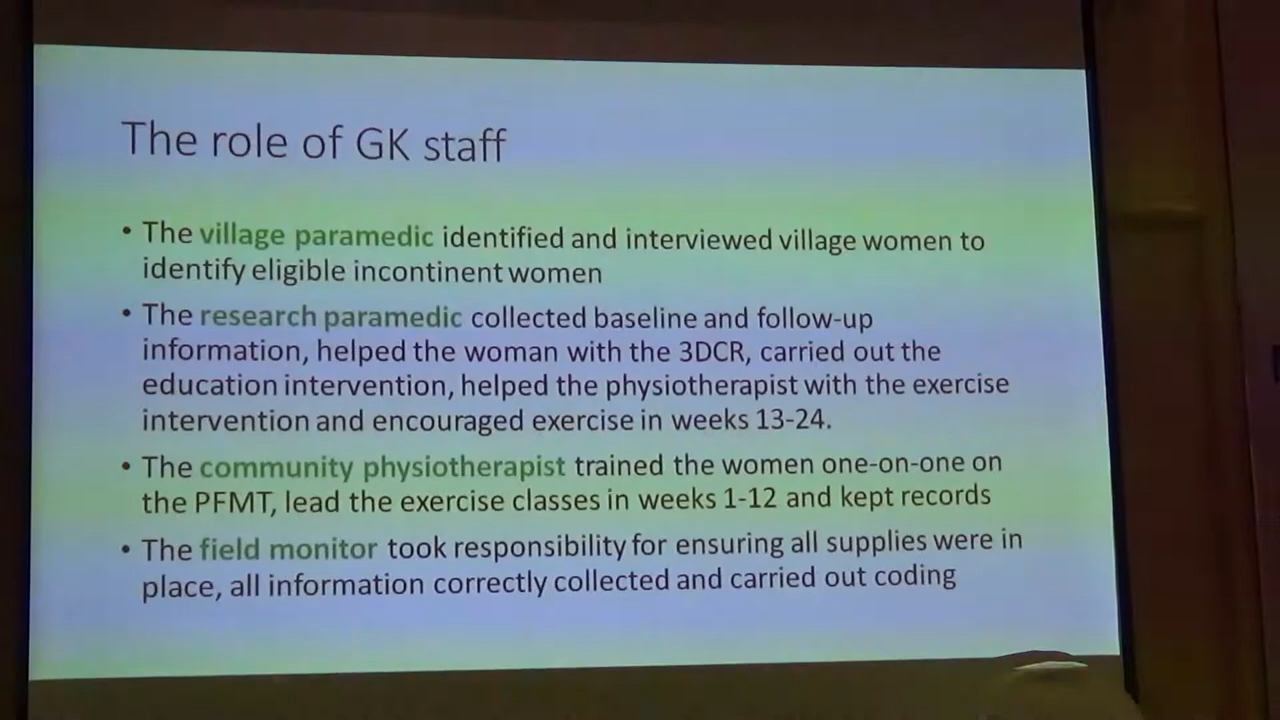 The role of GK staff
• The village paramedic identified and interviewed village women to
identify eligible incontinent women
• The research paramedic collected baseline and follow-up
information, helped the woman with the 3DCR, carried out the
education intervention, helped the physiotherapist with the exercise
intervention and encouraged exercise in weeks 13-24.
• The community physiotherapist trained the women one-on-one on
the PFMT, lead the exercise classes in weeks 1-12 and kept records
• The field monitor took responsibility for ensuring all supplies were in
place, all information correctly collected and carried out coding